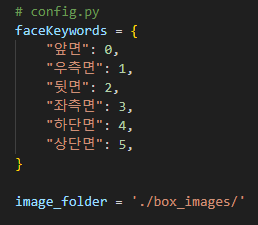 # config.py
faceKeywords = {
    "앞면": 0,
    "우측면": 1,
    "뒷면": 2,
    "좌측면": 3,
    "하단면": 4,
    "상단면": 5,
}
image_folder = './box_images/'